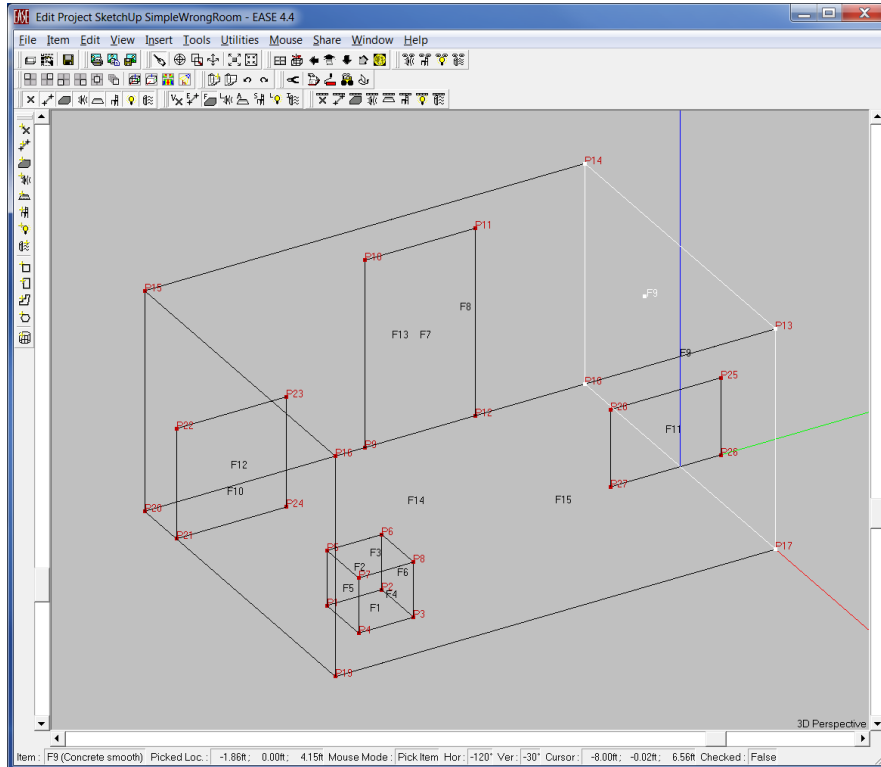 Edit Project SketchUp SimpleWrongRoom - EASE 4.4
File Item Edit View Insert Tools Utilities Mouse Share Window Help
P14
P11
P10
P15
F9
F8
F13 F7
P13
F9
P16
P25
P23
P28
P12
P22
F11
P9
P18
P26
F12
P27
F10
F14
F15
P24
P20
P21
P6
P17
P5
F3
P8
F2
P7
F6
F5
P2
F4
P1
F1
P3
P4
P19
3D Perspective
Item : F9 (Concrete smooth) Picked Loc. : -1.86ft ; 0.00ft ; 4.15ft Mouse Mode : Pick Item Hor : -120° Ver : -30° Cursor : -8.00ft ; -0.02ft ; 6.56ft Checked : False